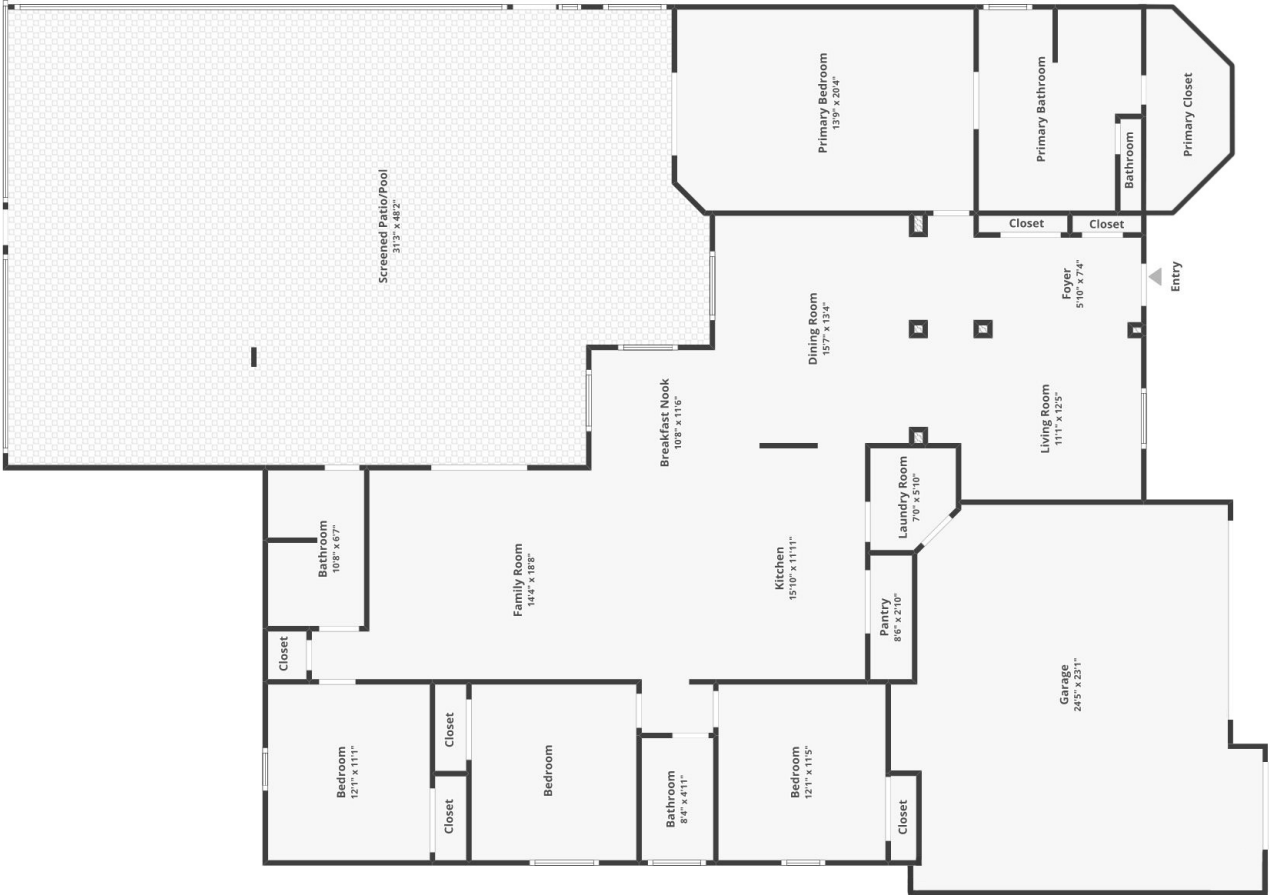 Screened Patio/Pool
31'3" x 48'2"
Primary Bedroom
13'9" x 20'4"
Primary Bathroom
Bathroom
Primary Closet
Closet
Closet
Foyer
5'10" x 7'4"
Entry
Dining Room
15'7" x 13'4"
Breakfast Nook
10'8" x 11'6"
Living Room
11'1" x 12'5"
Laundry Room
7'0" x 5'10"
Bathroom
10'8" x 6'7"
Family Room
14'4" x 18'8"
Kitchen
15'10" x 11'11"
Pantry
8'6" x 2'10"
Closet
Garage
24'5" x 23'1"
Bedroom
12'1" x 11'1"
Closet
Closet
Bedroom
Bathroom
8'4" x 4'11"
Bedroom
12'1" x 11'5"
Closet